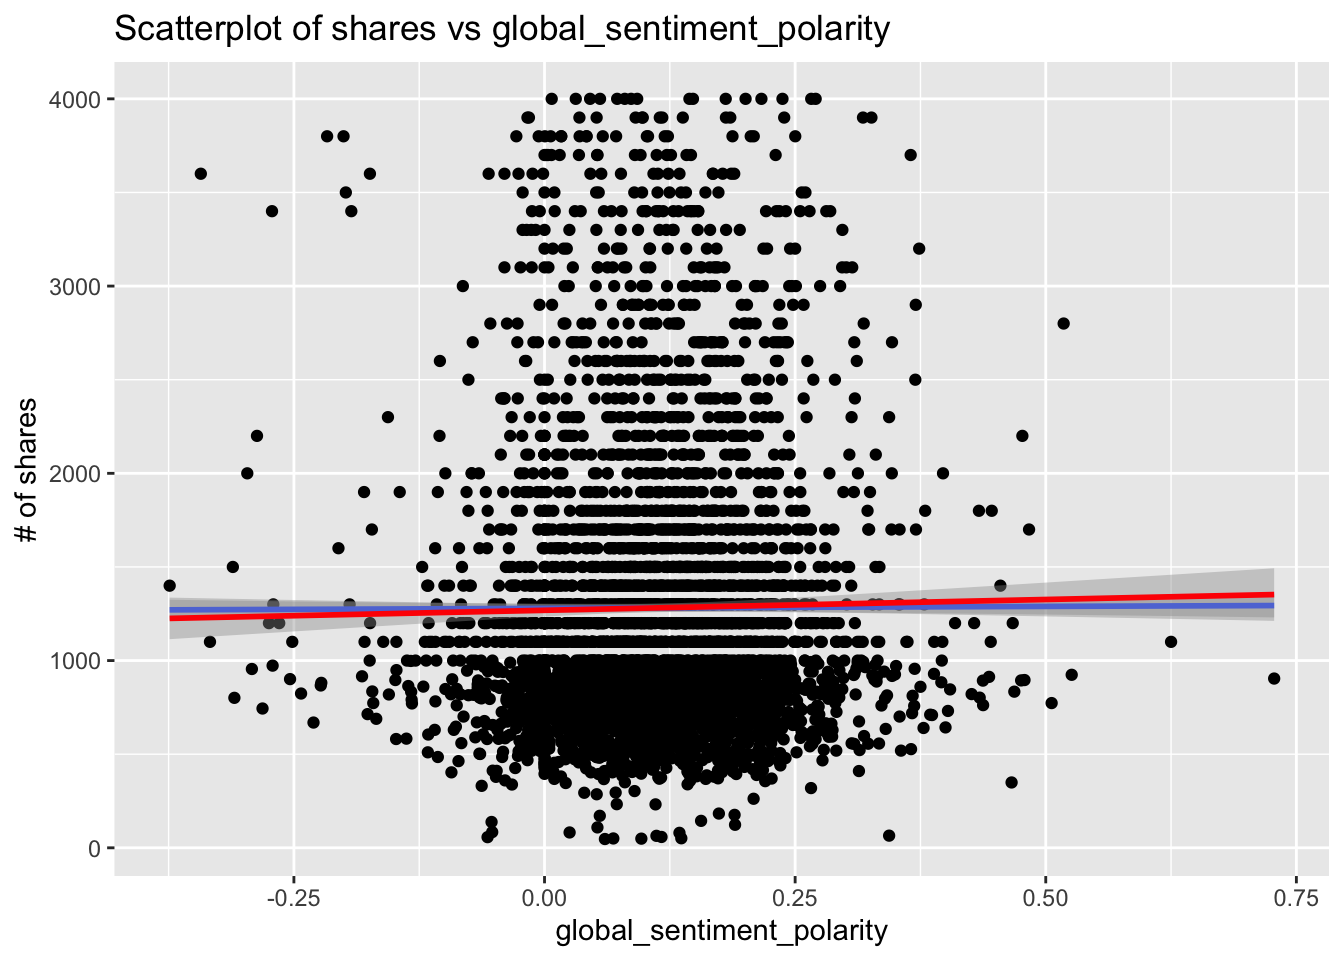 Scatterplot of shares vs global_sentiment_polarity
# of shares
4000
3000
2000
1000
0
-0.25 0.00 0.25 0.50 0.75
global_sentiment_polarity